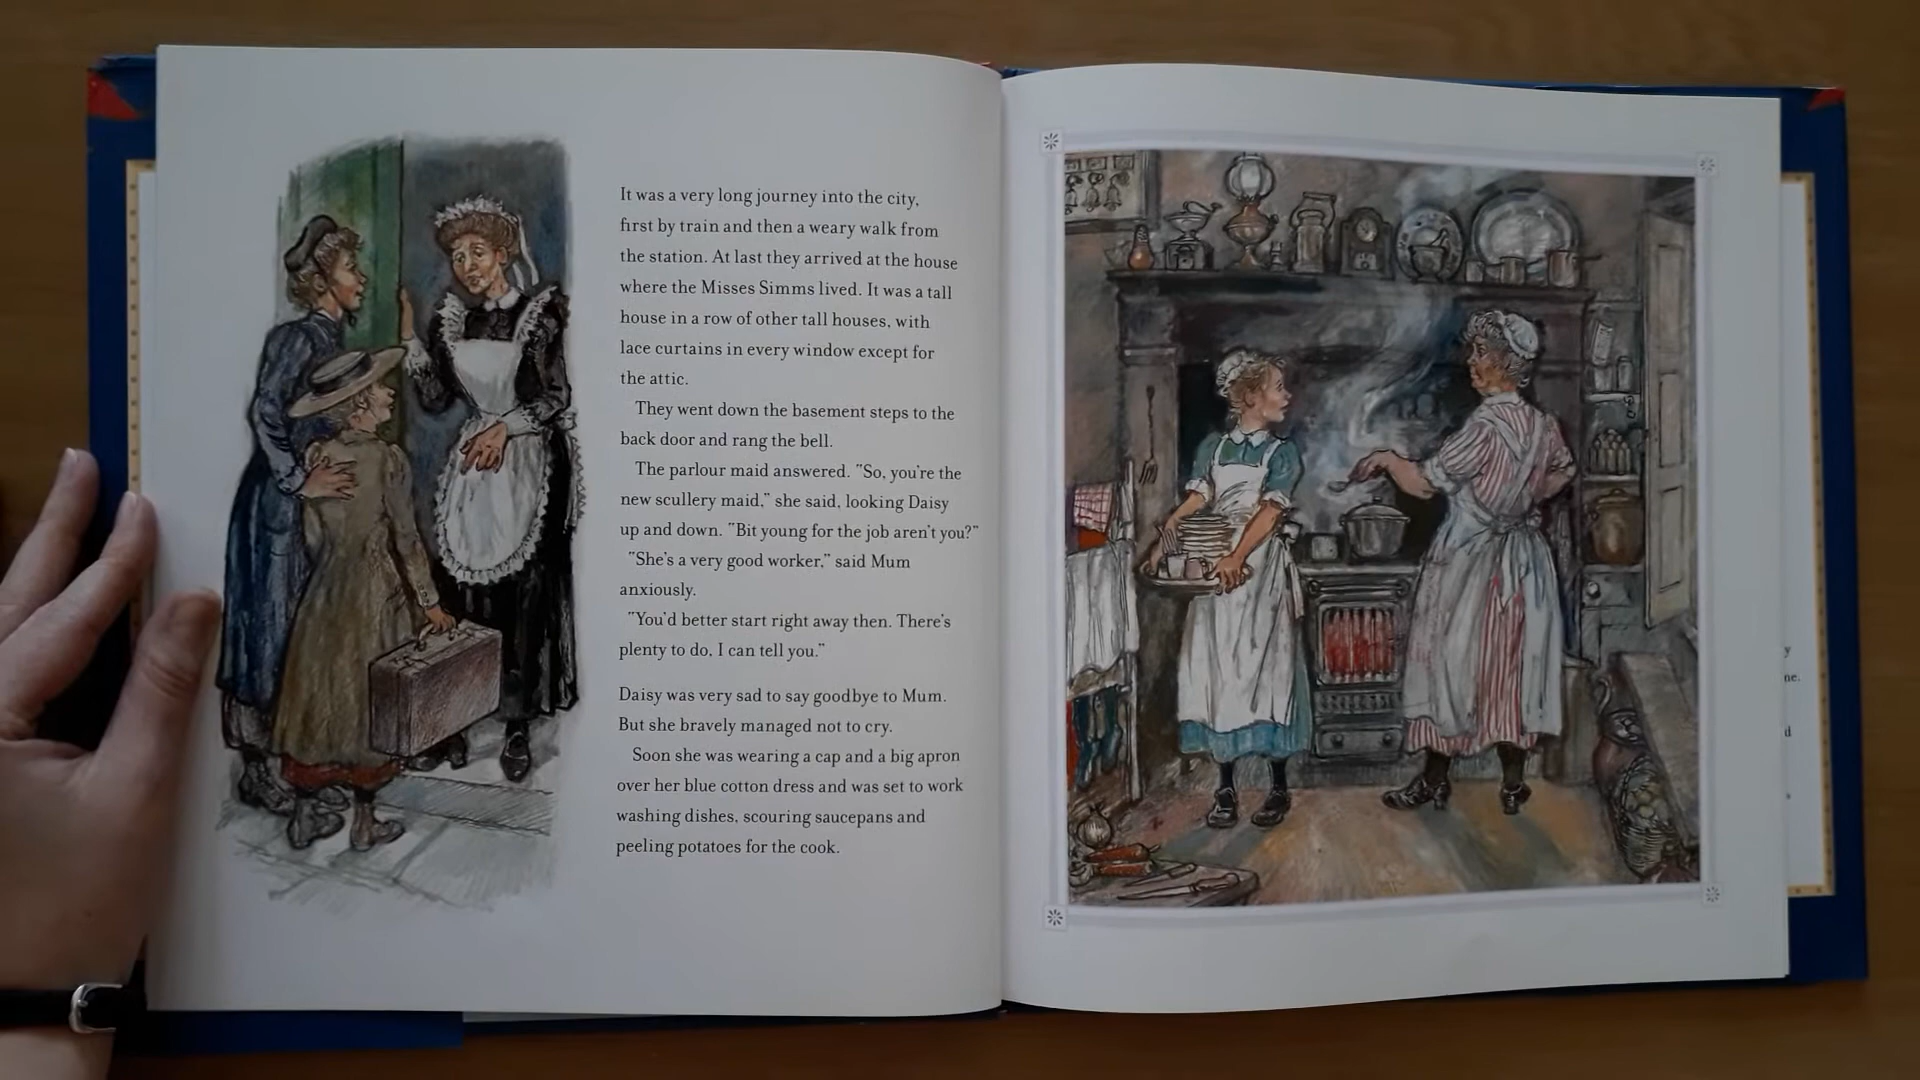 It was a very long journey into the city,
first by train and then a weary walk from
the station. At last they arrived at the house
where the Misses Simms lived. It was a tall
house in a row of other tall houses, with
lace curtains in every window except for
the attic.
They went down the basement steps to the
back door and rang the bell.
The parlour maid answered. "So, you're the
new scullery maid," she said, looking Daisy
up and down. "Bit young for the job aren't you?"
"She's a very good worker," said Mum
anxiously.
"You'd better start right away then. There's
plenty to do, I can tell you."
Daisy was very sad to say goodbye to Mum.
But she bravely managed not to cry.
Soon she was wearing a cap and a big apron
over her blue cotton dress and was set to work
washing dishes, scouring saucepans and
peeling potatoes for the cook.